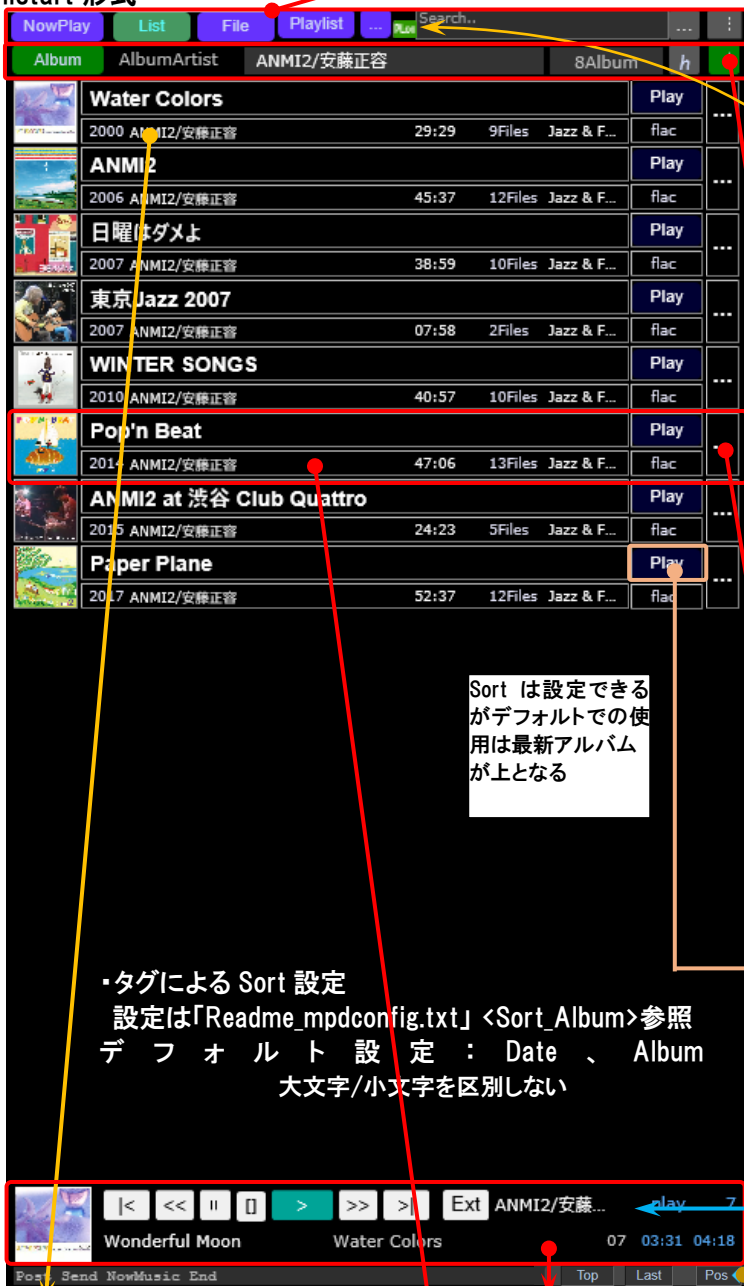 NowPlay List File Playlist ... Search.. ... ⋮
Album AlbumArtist ANMI2/安藤正容 8Album h
Water Colors Play ...
2000 ANMI2/安藤正容 29:29 9Files Jazz & F... flac
ANMI2 Play ...
2006 ANMI2/安藤正容 45:37 12Files Jazz & F... flac
日曜はダメよ Play ...
2007 ANMI2/安藤正容 38:59 10Files Jazz & F... flac
東京Jazz 2007 Play ...
2007 ANMI2/安藤正容 07:58 2Files Jazz & F... flac
WINTER SONGS Play ...
2010 ANMI2/安藤正容 40:57 10Files Jazz & F... flac
Pop'n Beat Play ...
2014 ANMI2/安藤正容 47:06 13Files Jazz & F... flac
ANMI2 at 渋谷 Club Quattro Play ...
2015 ANMI2/安藤正容 24:23 5Files Jazz & F... flac
Paper Plane Play ...
2017 ANMI2/安藤正容 52:37 12Files Jazz & F... flac
Sort は設定できる
がデフォルトでの使
用は最新アルバム
が上となる
・タグによる Sort 設定
設定は「Readme_mpdconfig.txt」 <Sort_Album>参照
デフォルト設定：Date、Album
大文字/小文字を区別しない
|< << II [] > >> >| Ext ANMI2/安藤... play 7
Wonderful Moon Water Colors 07 03:31 04:18
Post Send NowMusic End Top Last Pos